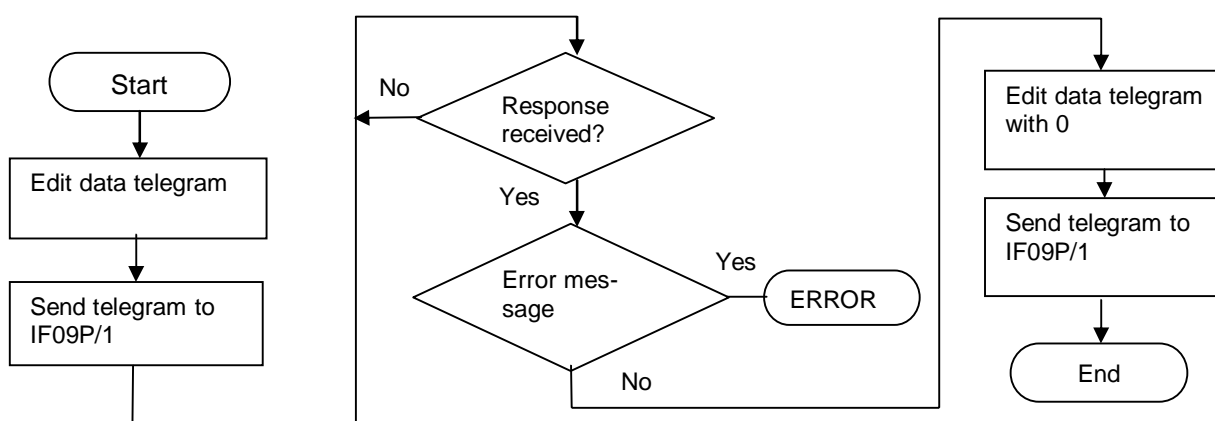 Start
Edit data telegram
Send telegram to
IF09P/1
No
Response
received?
Yes
Error mes-
sage
Yes
ERROR
No
Edit data telegram
with 0
Send telegram to
IF09P/1
End